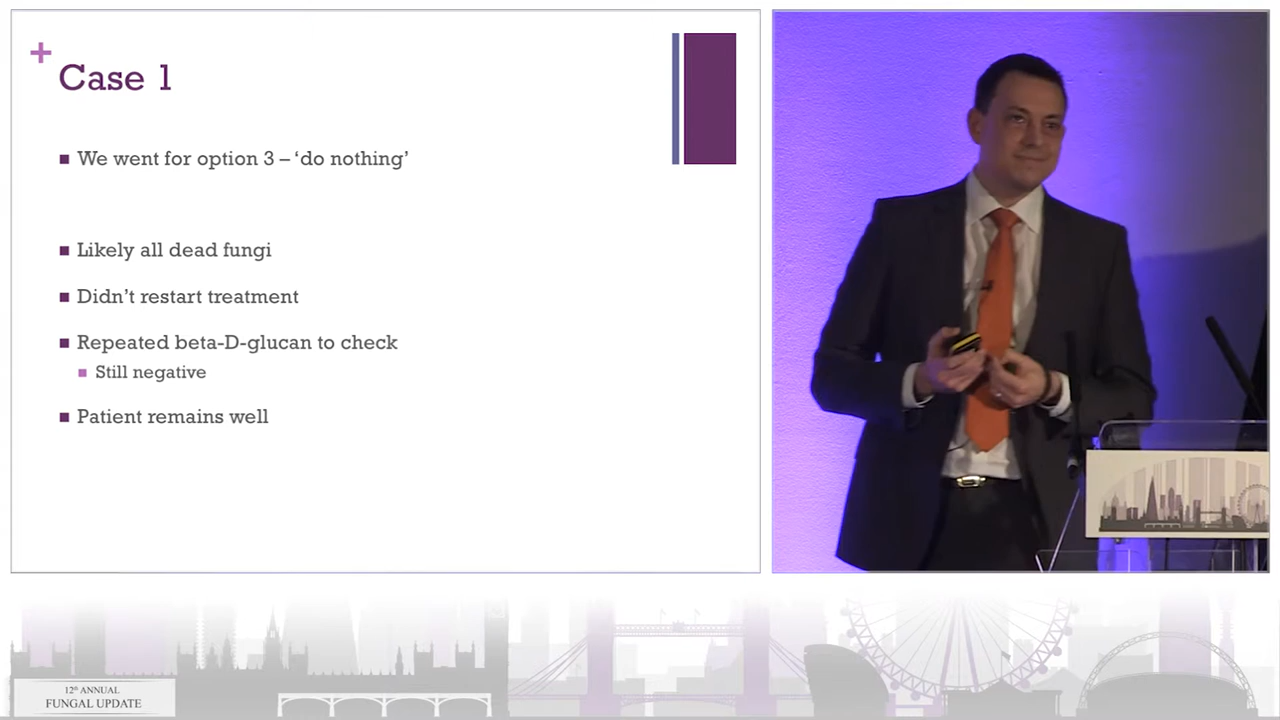 +
Case 1
■ We went for option 3 – ‘do nothing’
■ Likely all dead fungi
■ Didn’t restart treatment
■ Repeated beta-D-glucan to check
■ Still negative
■ Patient remains well
12th ANNUAL
FUNGAL UPDATE